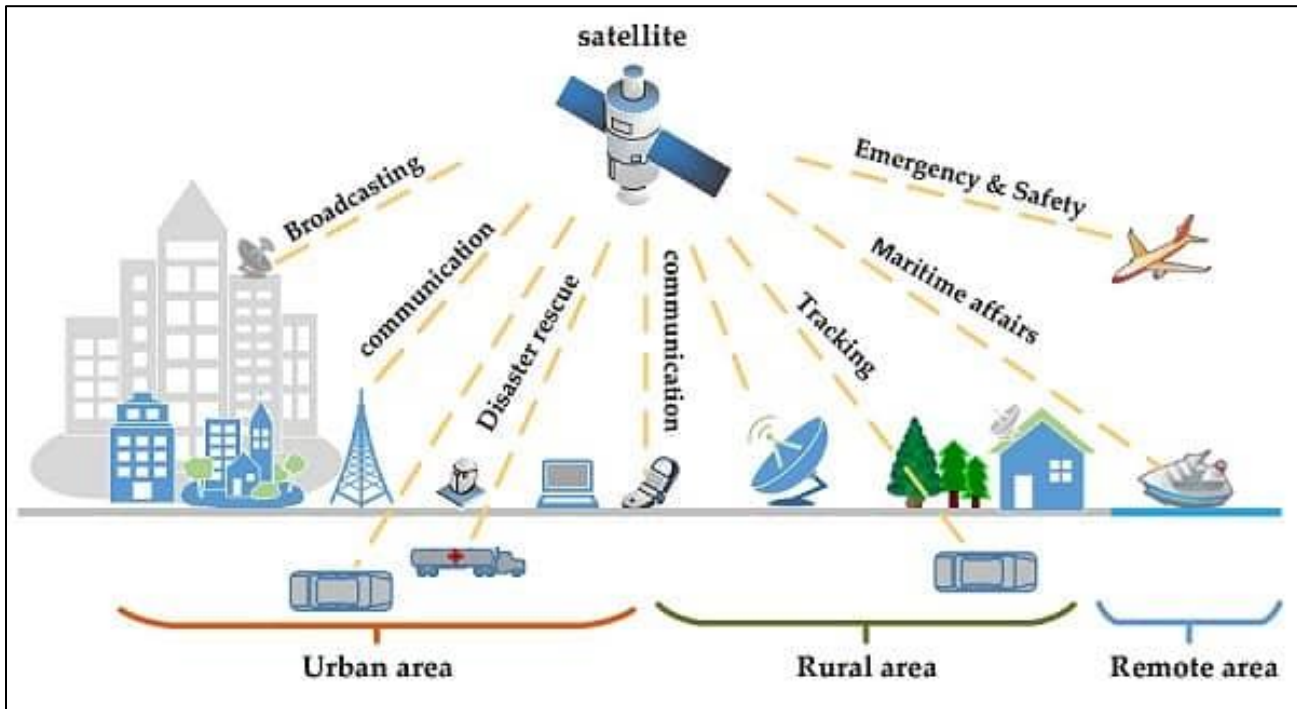 satellite
Broadcasting
communication
Disaster rescue
communication
Tracking
Maritime affairs
Emergency & Safety
Urban area
Rural area
Remote area